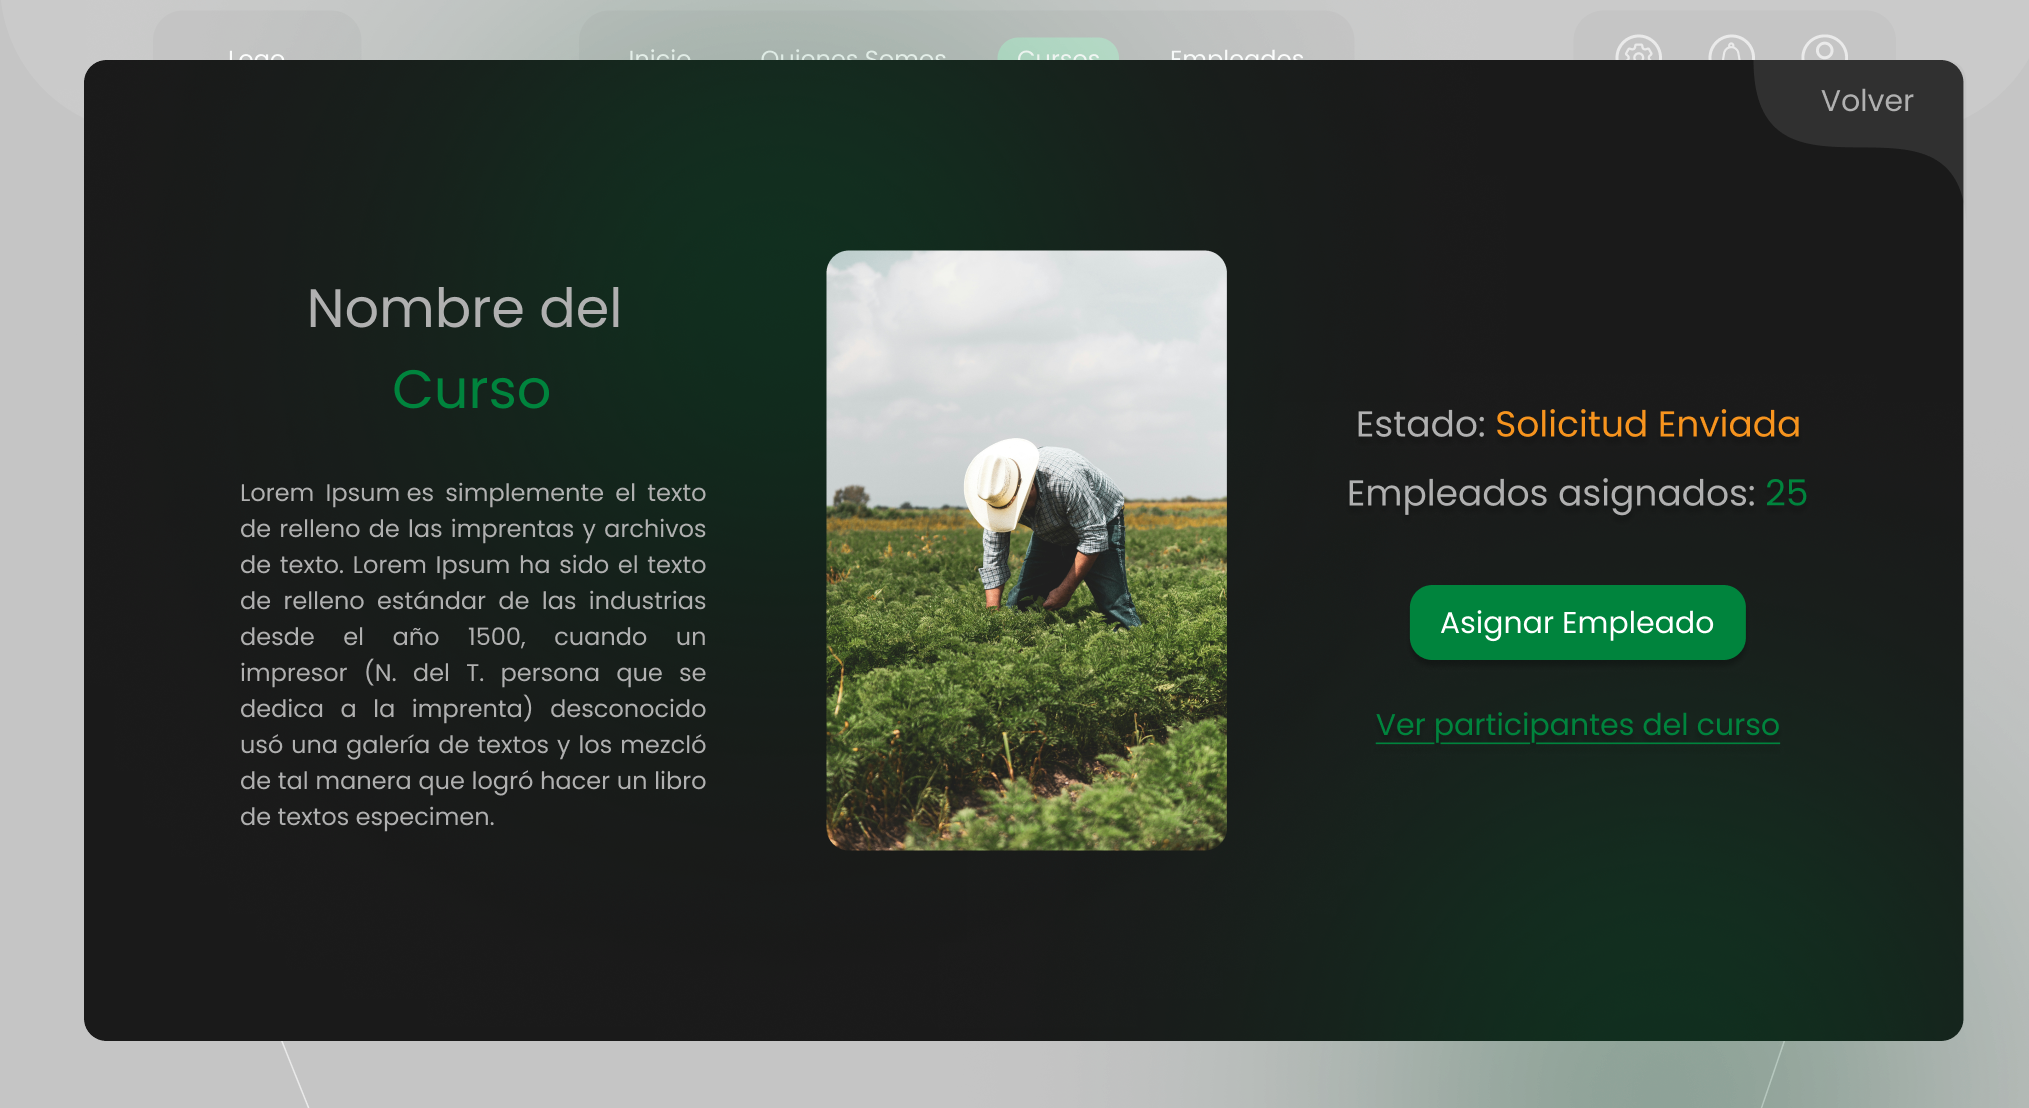 Logo
Inicio
Quienes Somos
Cursos
Empleados
Volver
Nombre del
Curso
Lorem Ipsum es simplemente el texto
de relleno de las imprentas y archivos
de texto. Lorem Ipsum ha sido el texto
de relleno estándar de las industrias
desde el año 1500, cuando un
impresor (N. del T. persona que se
dedica a la imprenta) desconocido
usó una galería de textos y los mezcló
de tal manera que logró hacer un libro
de textos especimen.
Estado: Solicitud Enviada
Empleados asignados: 25
Asignar Empleado
Ver participantes del curso